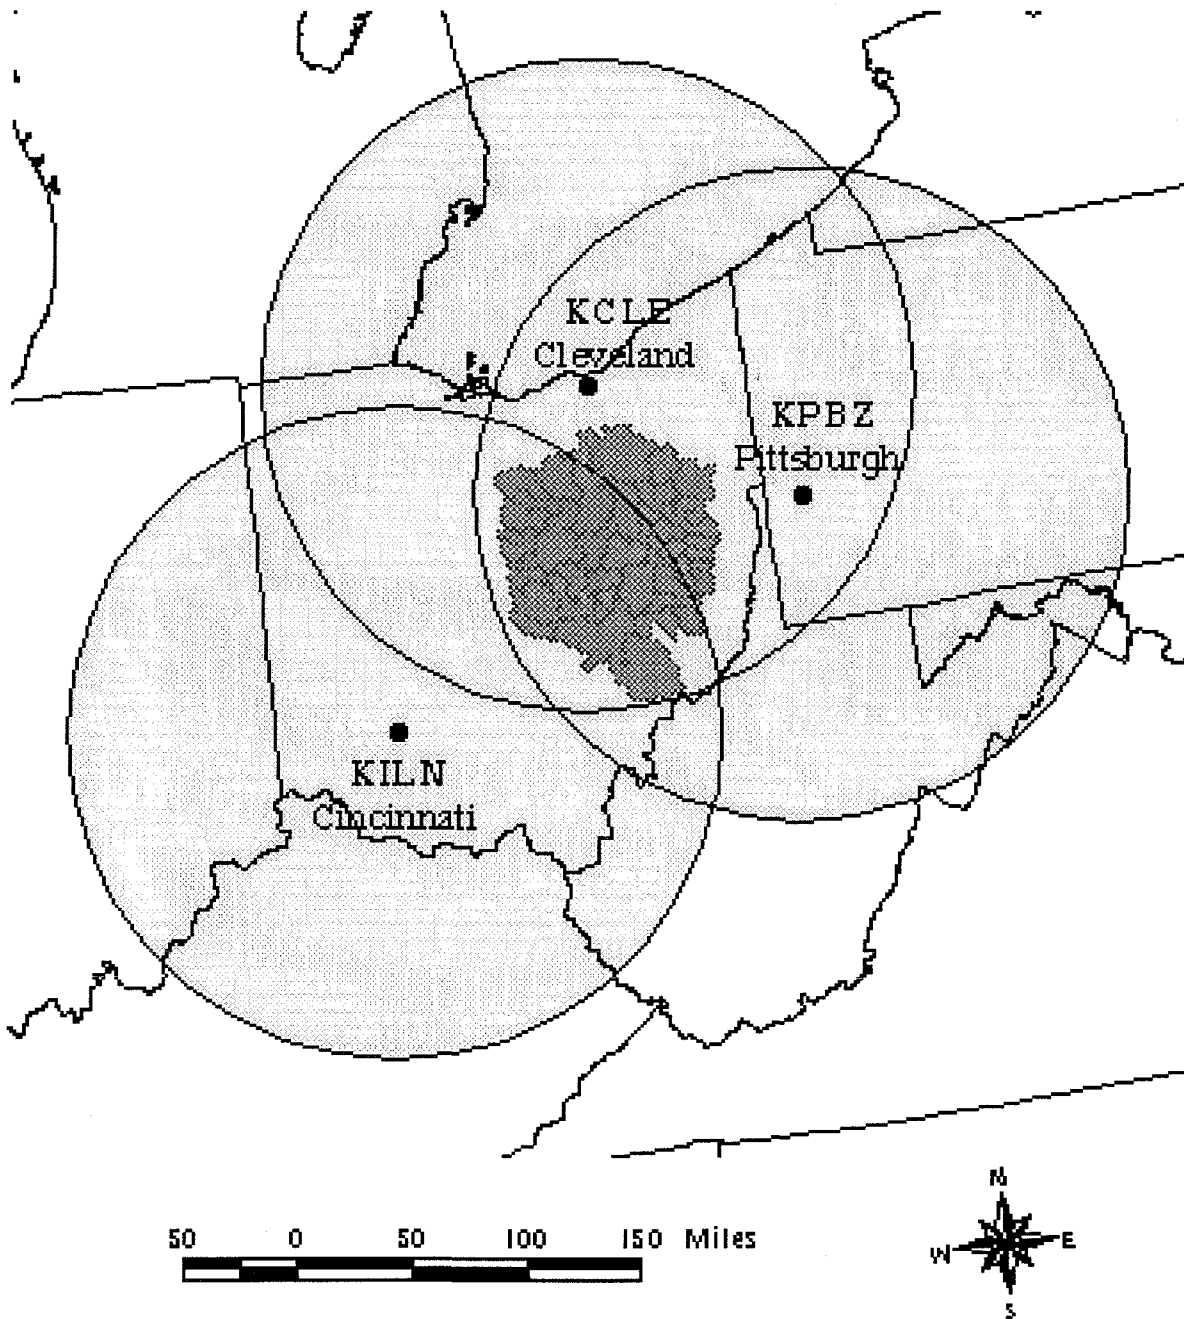 KCLE
Cleveland
KPBZ
Pittsburgh
KILN
Cincinnati
50 0 50 100 150 Miles
N
W E
S